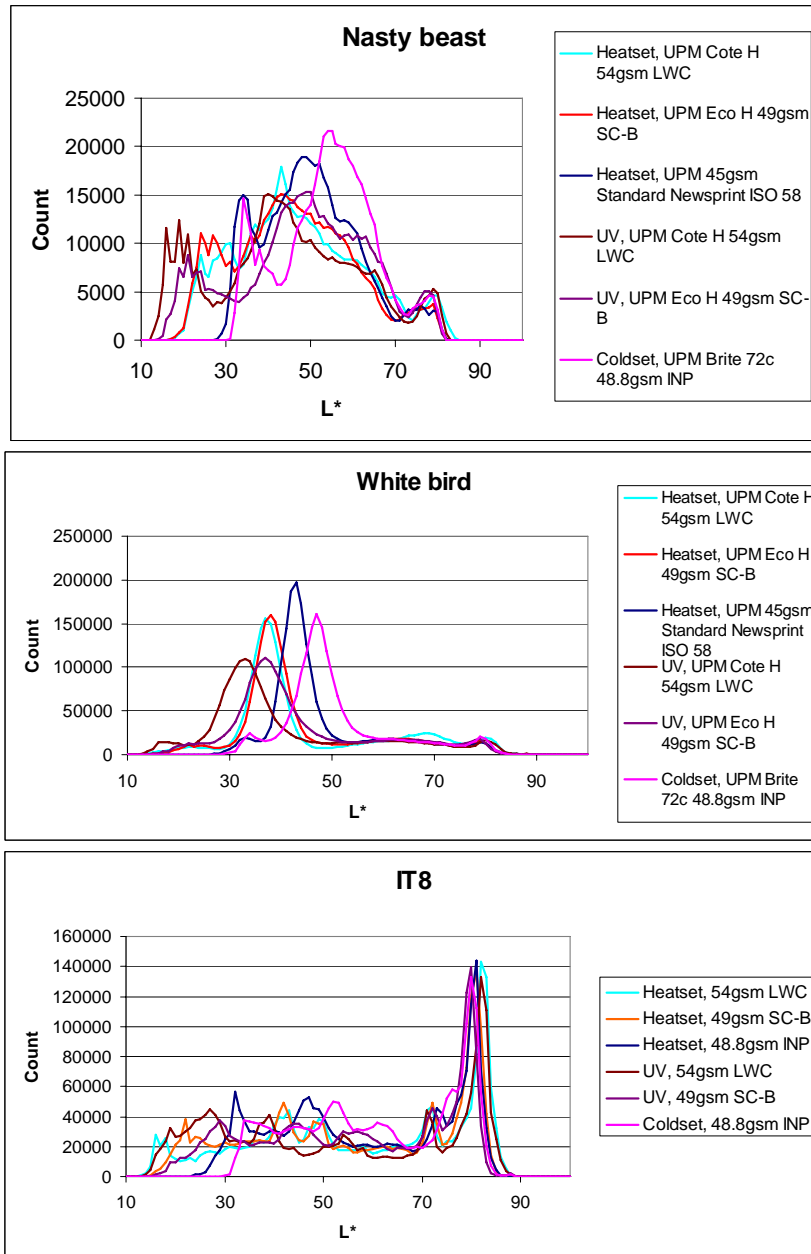 Nasty beast
Count
25000
20000
15000
10000
5000
0
10
30
50
70
90
L*
Heatset, UPM Cote H
54gsm LWC
Heatset, UPM Eco H 49gsm
SC-B
Heatset, UPM 45gsm
Standard Newsprint ISO 58
UV, UPM Cote H 54gsm
LWC
UV, UPM Eco H 49gsm SC-
B
Coldset, UPM Brite 72c
48.8gsm INP
White bird
Count
250000
200000
150000
100000
50000
0
10
30
50
70
90
L*
Heatset, UPM Cote H
54gsm LWC
Heatset, UPM Eco H
49gsm SC-B
Heatset, UPM 45gsm
Standard Newsprint
ISO 58
UV, UPM Cote H
54gsm LWC
UV, UPM Eco H
49gsm SC-B
Coldset, UPM Brite
72c 48.8gsm INP
IT8
Count
160000
140000
120000
100000
80000
60000
40000
20000
0
10
30
50
70
90
L*
Heatset, 54gsm LWC
Heatset, 49gsm SC-B
Heatset, 48.8gsm INP
UV, 54gsm LWC
UV, 49gsm SC-B
Coldset, 48.8gsm INP